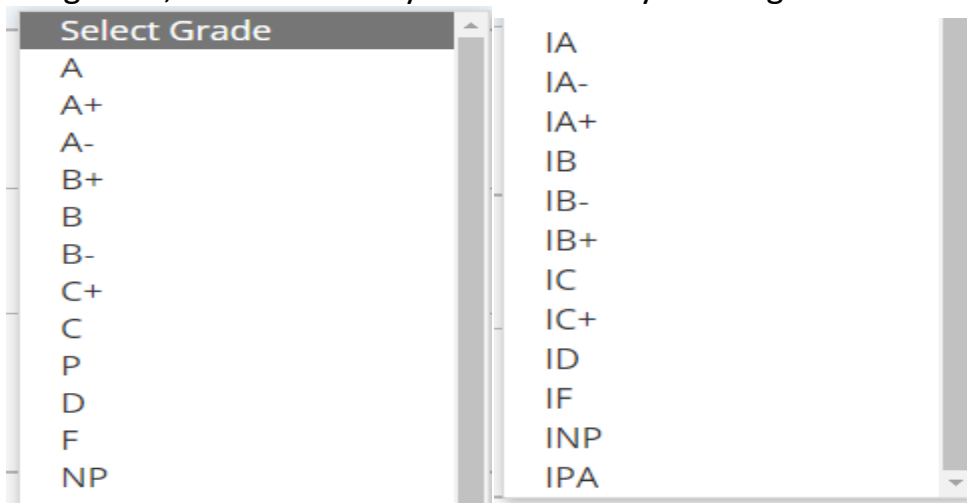 Select Grade
A
A+
A-
B+
B
B-
C+
C
P
D
F
NP
IA
IA-
IA+
IB
IB-
IB+
IC
IC+
ID
IF
INP
IPA